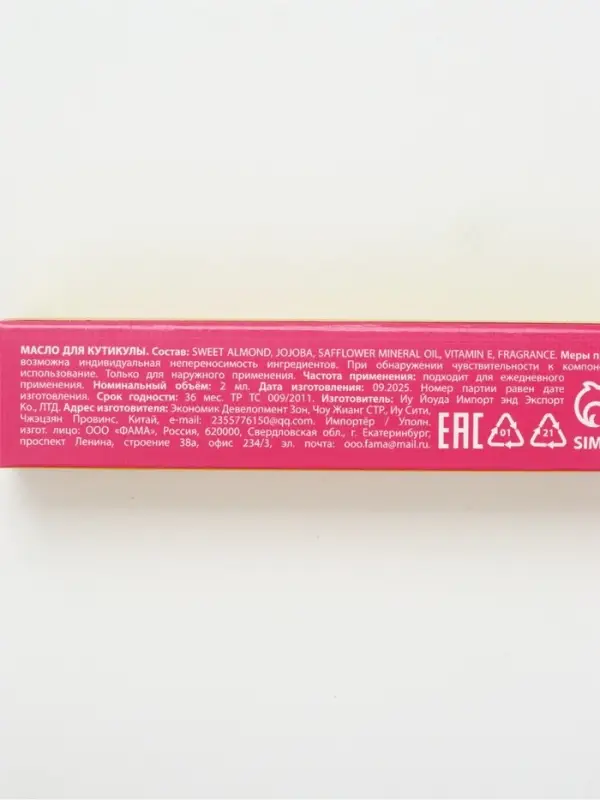 МАСЛО ДЛЯ КУТИКУЛЫ. Состав: SWEET ALMOND, JOJOBA, SAFFLOWER MINERAL OIL, VITAMIN E, FRAGRANCE. Меры п
возможна индивидуальная непереносимость ингредиентов. При обнаружении чувствительности к компоне
использование. Только для наружного применения. Частота применения: подходит для ежедневного
применения. Номинальный объём: 2 мл. Дата изготовления: 09.2025. Номер партии равен дате
изготовления. Срок годности: 36 мес. ТР ТС 009/2011. Изготовитель: Иу Йоуда Импорт энд Экспорт
Ко., ЛТД. Адрес изготовителя: Экономик Девелопмент Зон, Чоу Жианг СТР., Иу Сити,
Чжэцзян Провинс, Китай, e-mail: 2355776150@qq.com. Импортёр / Уполн.
изгот. лицо: ООО «ФАМА», Россия, 620000, Свердловская обл., г. Екатеринбург,
проспект Ленина, строение 38а, офис 234/3, эл. почта: ooo.fama@mail.ru.
EAC
01
21
SIM